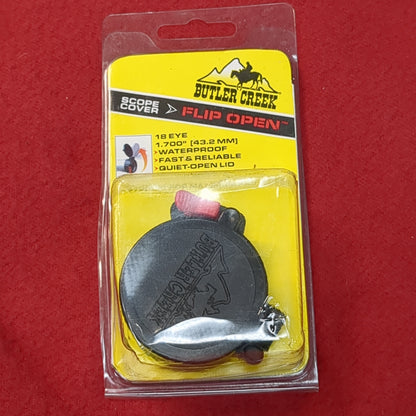 BUTLER CREEK
SCOPE
COVER
FLIP OPEN™
18 EYE
1.700" [43.2 MM]
>WATERPROOF
>FAST & RELIABLE
>QUIET-OPEN LID
BUTLER CREEK